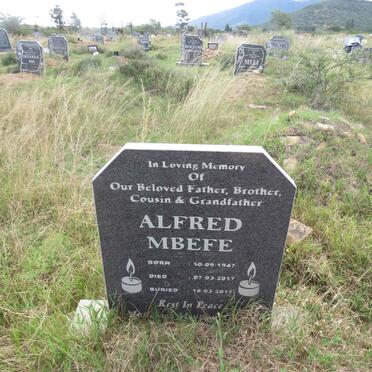 In Loving Memory
Of
Our Beloved Father, Brother,
Cousin & Grandfather
ALFRED
MBEFE
BORN : 10-09-1947
DIED : 07-03-2017
BURIED : 18-03-2017
Rest In Peace